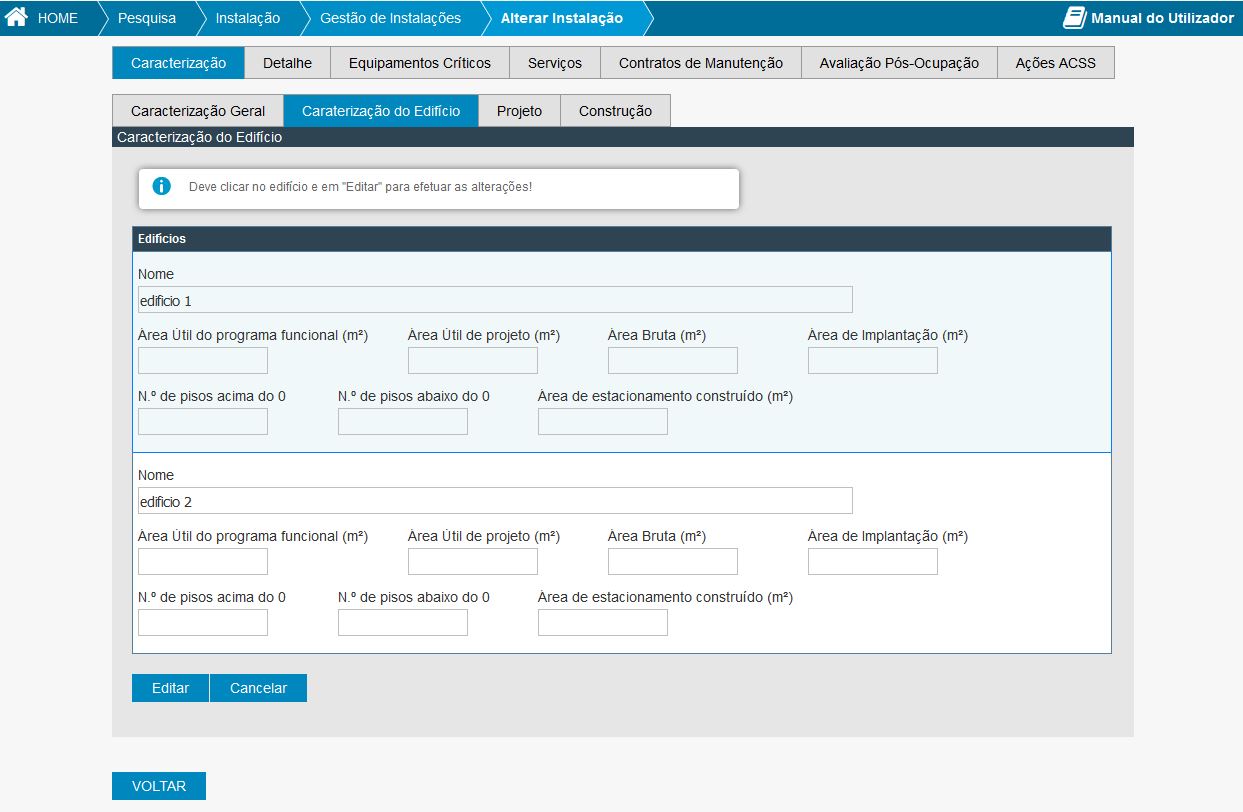 HOME Pesquisa Instalação Gestão de Instalações Alterar Instalação Manual do Utilizador
Caracterização Detalhe Equipamentos Críticos Serviços Contratos de Manutenção Avaliação Pós-Ocupação Ações ACSS
Caracterização Geral Caraterização do Edifício Projeto Construção
Caracterização do Edifício
Deve clicar no edifício e em "Editar" para efetuar as alterações!
Edifícios
Nome
edificio 1
Área Útil do programa funcional (m²) Área Útil de projeto (m²) Área Bruta (m²) Área de Implantação (m²)
N.º de pisos acima do 0 N.º de pisos abaixo do 0 Área de estacionamento construído (m²)
Nome
edificio 2
Área Útil do programa funcional (m²) Área Útil de projeto (m²) Área Bruta (m²) Área de Implantação (m²)
N.º de pisos acima do 0 N.º de pisos abaixo do 0 Área de estacionamento construído (m²)
Editar Cancelar
VOLTAR